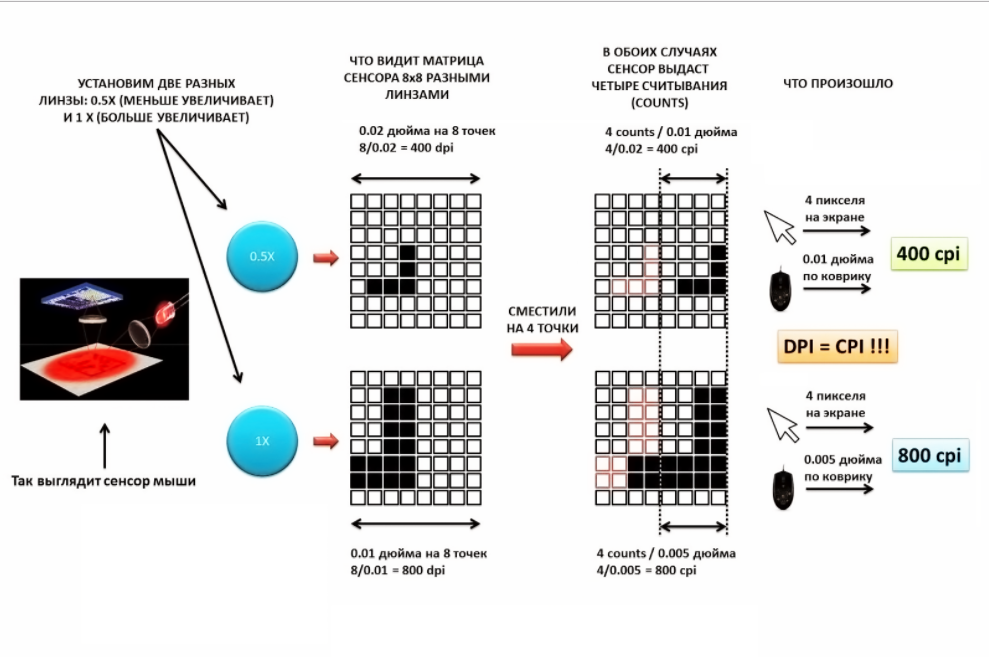 УСТАНОВИМ ДВЕ РАЗНЫХ
ЛИНЗЫ: 0.5X (МЕНЬШЕ УВЕЛИЧИВАЕТ)
И 1 X (БОЛЬШЕ УВЕЛИЧИВАЕТ)
ЧТО ВИДИТ МАТРИЦА
СЕНСОРА 8x8 РАЗНЫМИ
ЛИНЗАМИ
В ОБОИХ СЛУЧАЯХ
СЕНСОР ВЫДАСТ
ЧЕТЫРЕ СЧИТЫВАНИЯ
(COUNTS)
ЧТО ПРОИЗОШЛО
0.02 дюйма на 8 точек
8/0.02 = 400 dpi
4 counts / 0.01 дюйма
4/0.02 = 400 cpi
0.5X
4 пикселя
на экране
0.01 дюйма
по коврику
400 cpi
СМЕСТИЛИ
НА 4 ТОЧКИ
DPI = CPI !!!
1X
4 пикселя
на экране
0.005 дюйма
по коврику
800 cpi
Так выглядит сенсор мыши
0.01 дюйма на 8 точек
8/0.01 = 800 dpi
4 counts / 0.005 дюйма
4/0.005 = 800 cpi